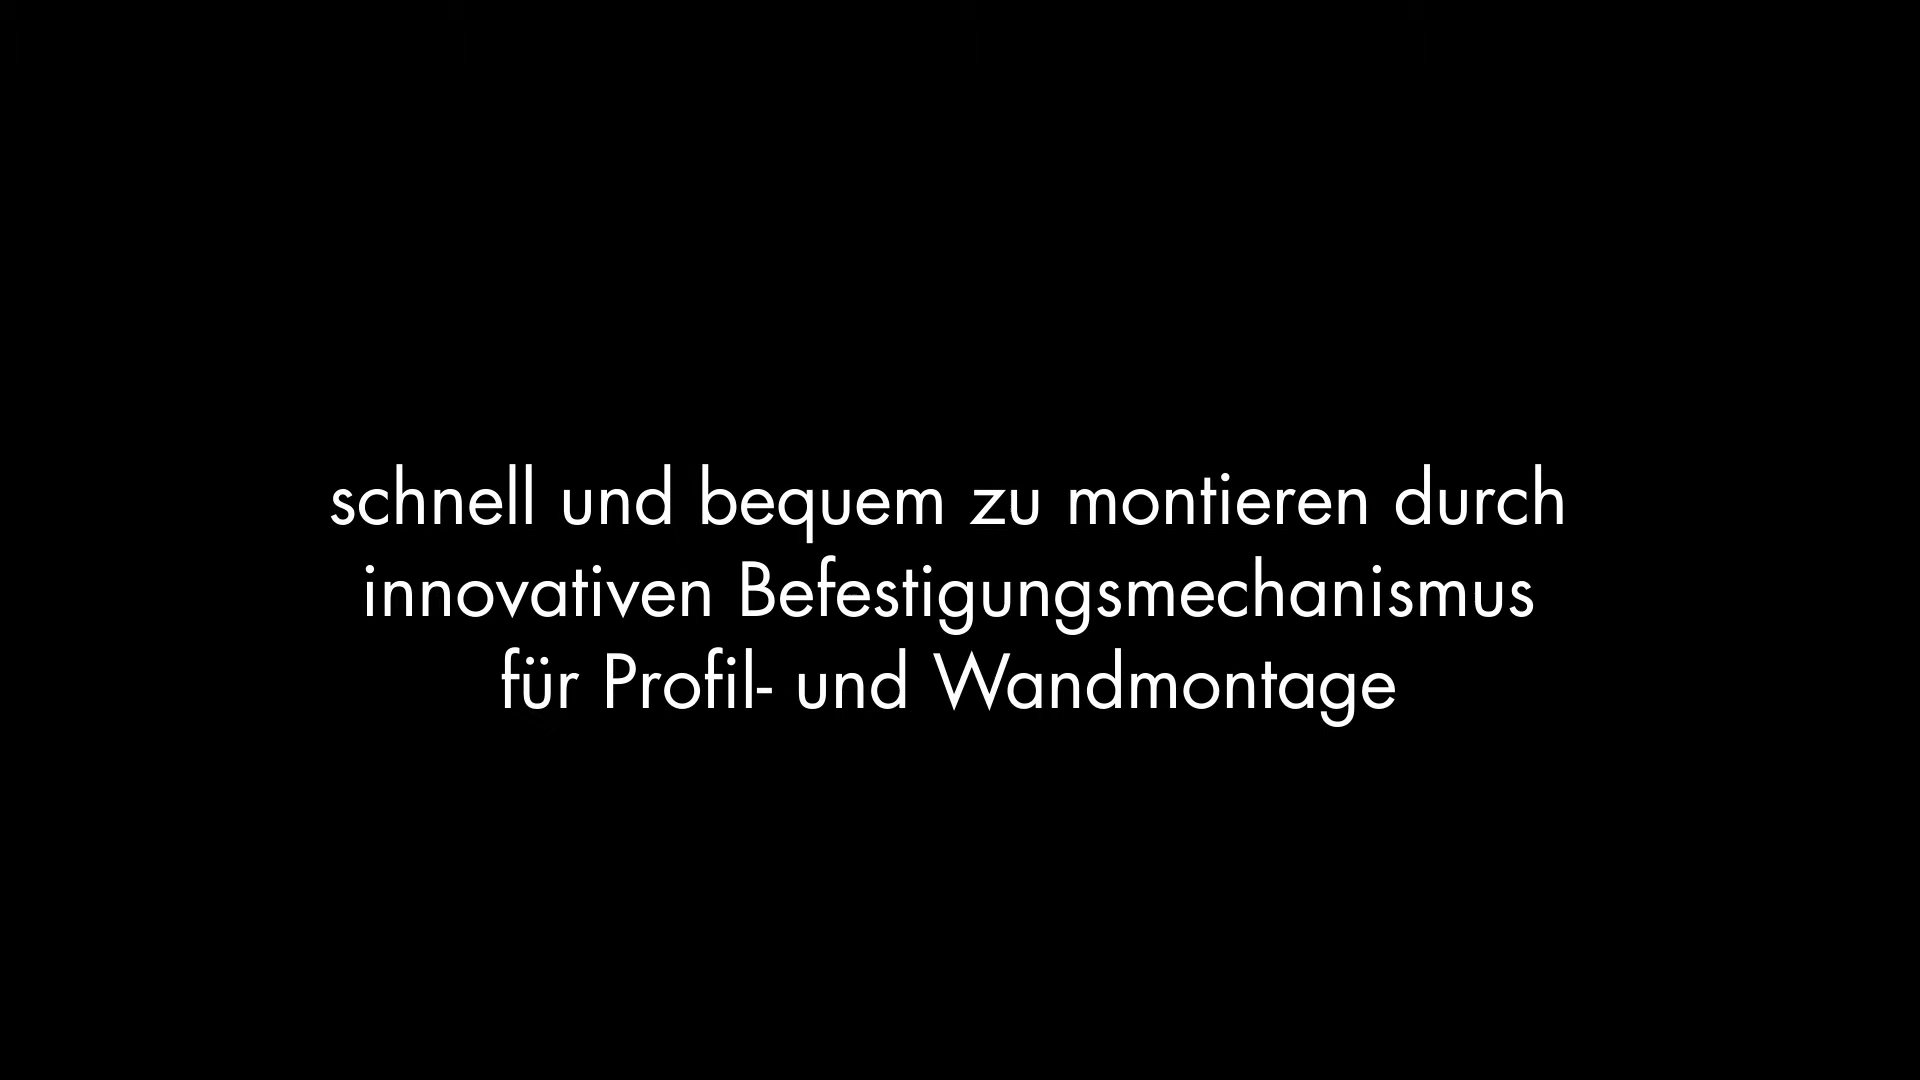 schnell und bequem zu montieren durch
innovativen Befestigungsmechanismus
für Profil- und Wandmontage